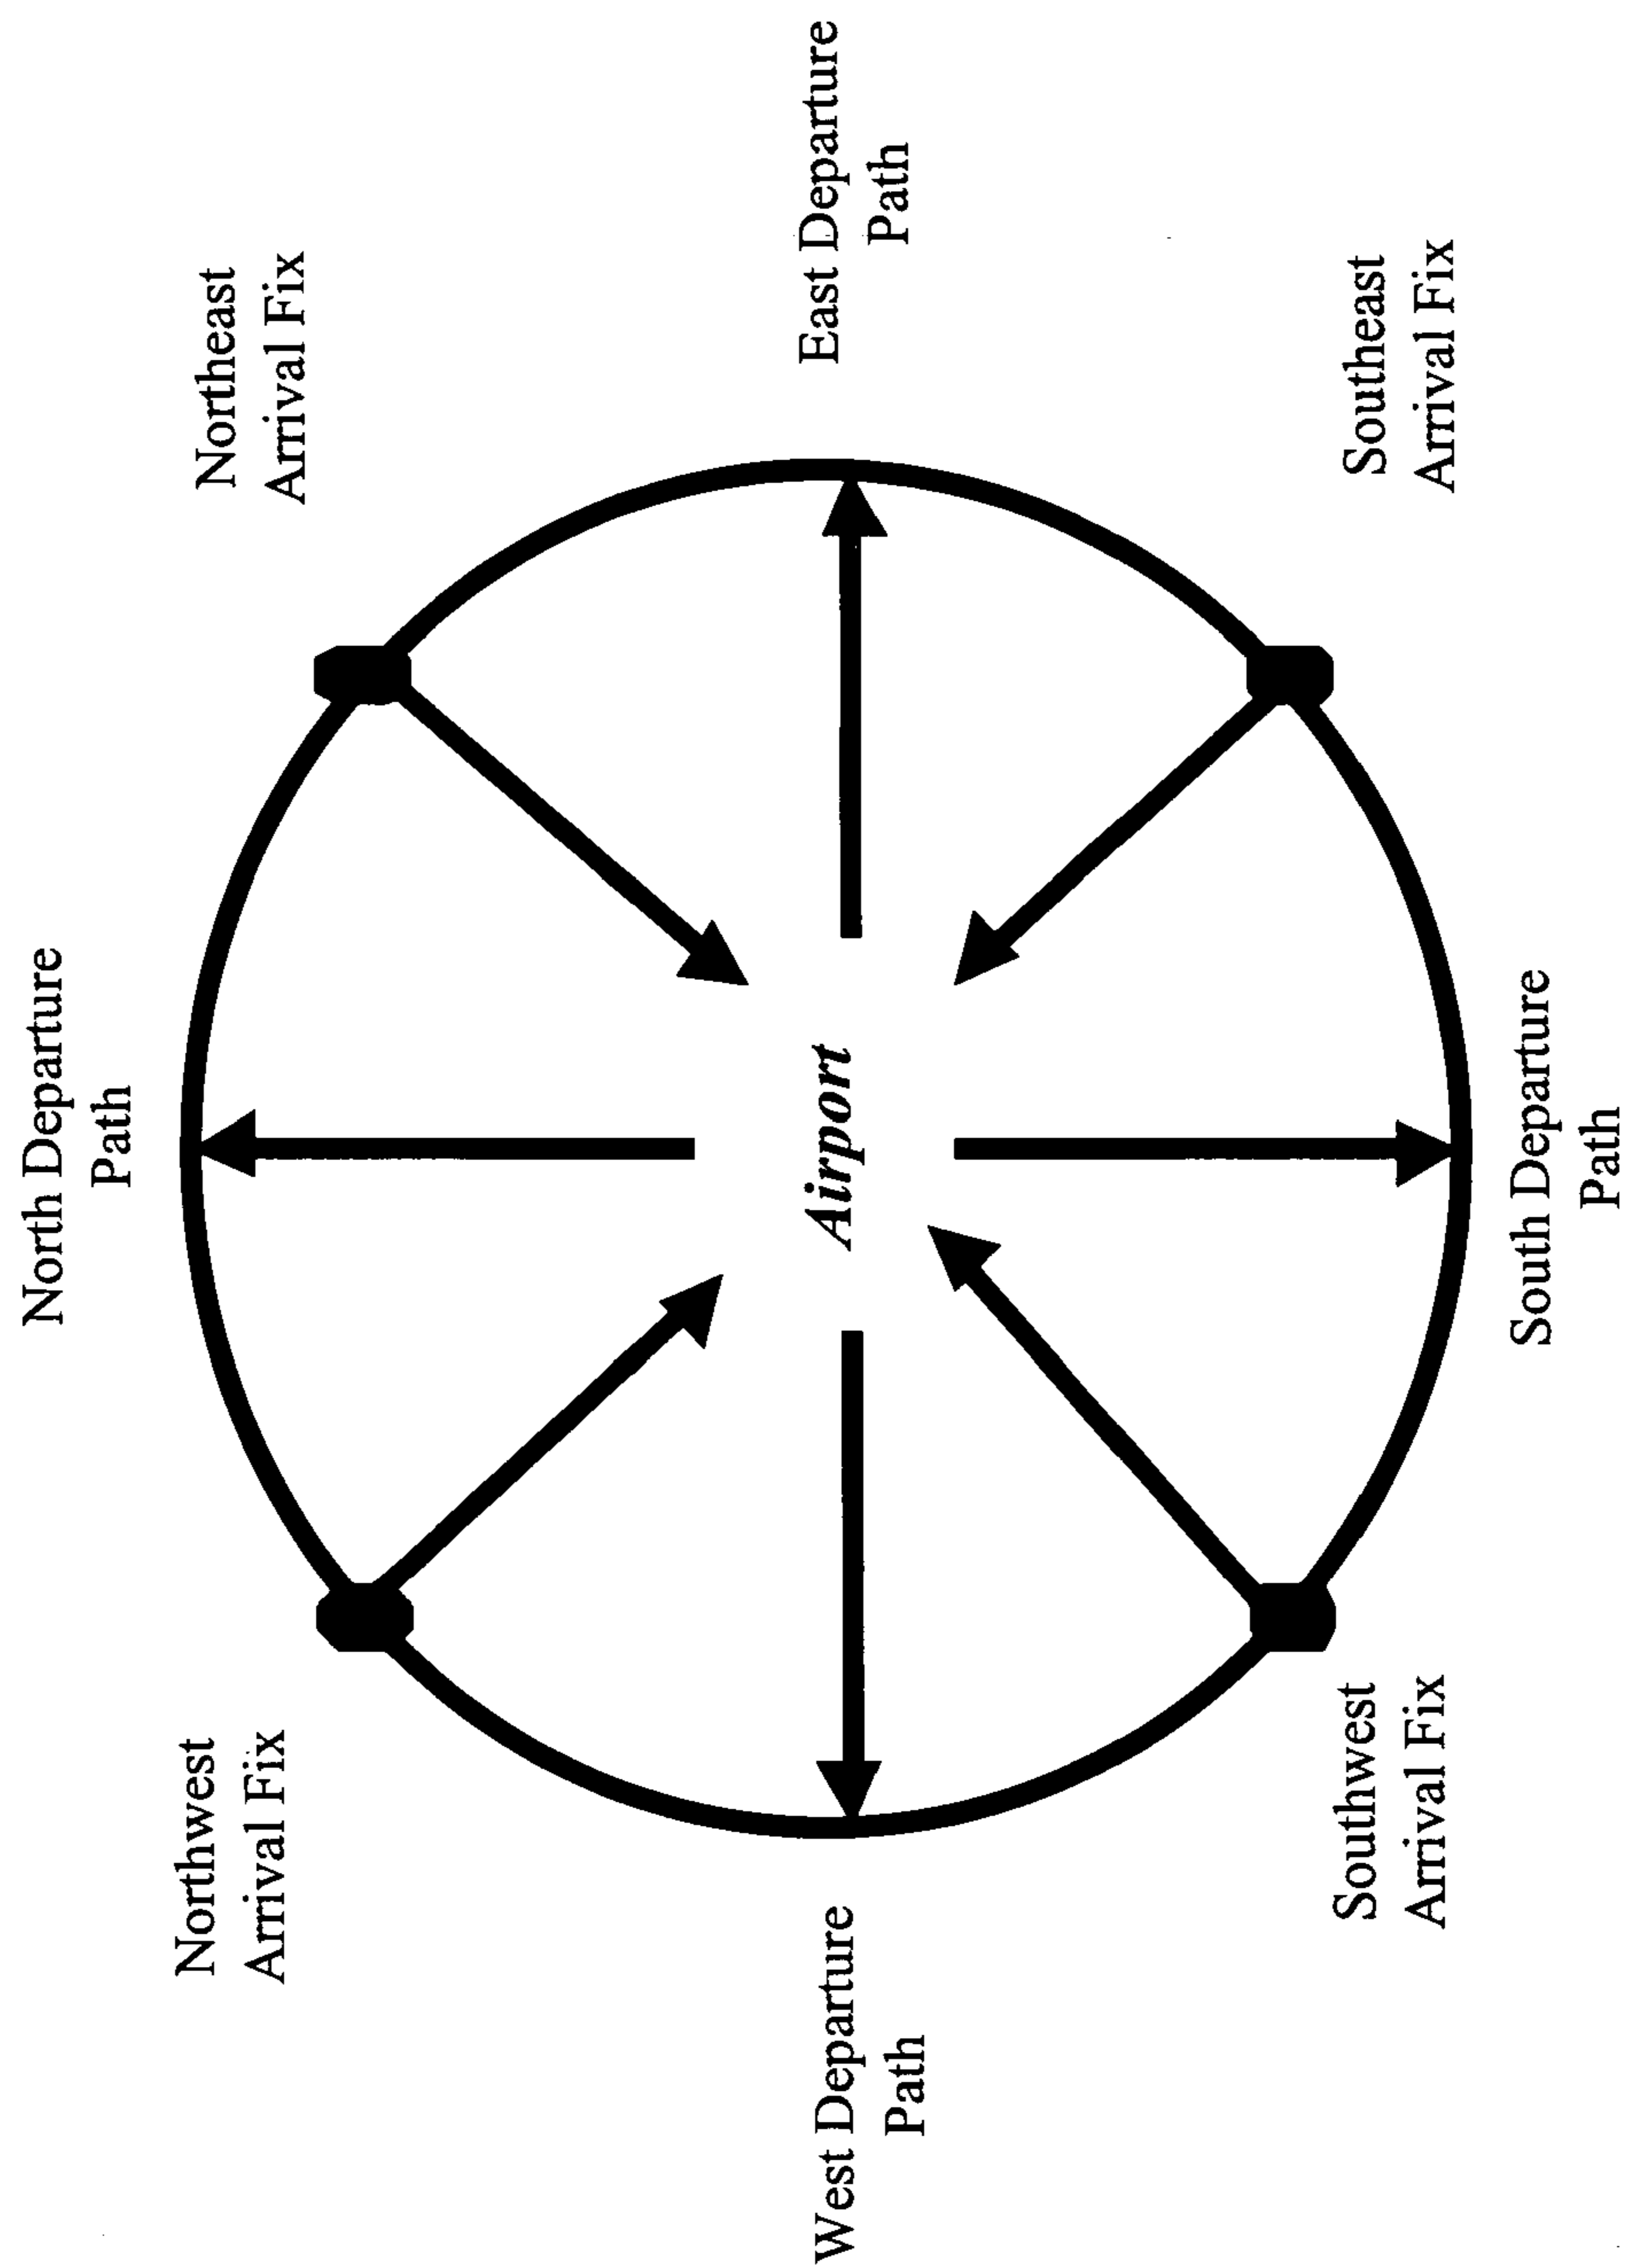 North Departure
Path
Northwest
Arrival Fix
Northeast
Arrival Fix
West Departure
Path
Airport
East Departure
Path
Southwest
Arrival Fix
Southeast
Arrival Fix
South Departure
Path